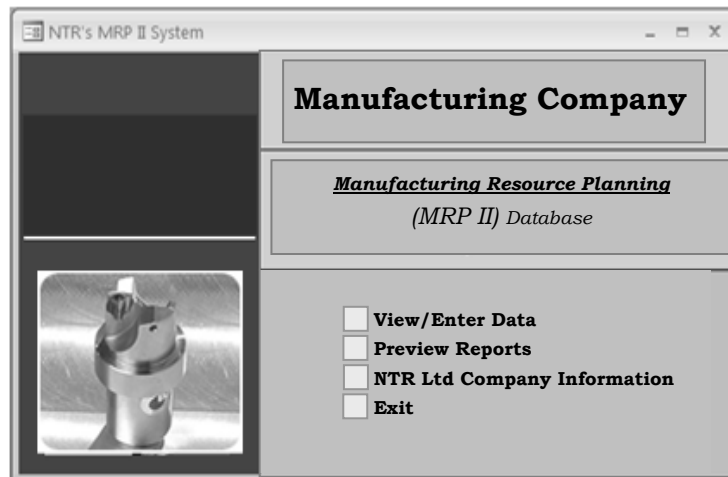 NTR's MRP II System
Manufacturing Company
Manufacturing Resource Planning
(MRP II) Database
View/Enter Data
Preview Reports
NTR Ltd Company Information
Exit